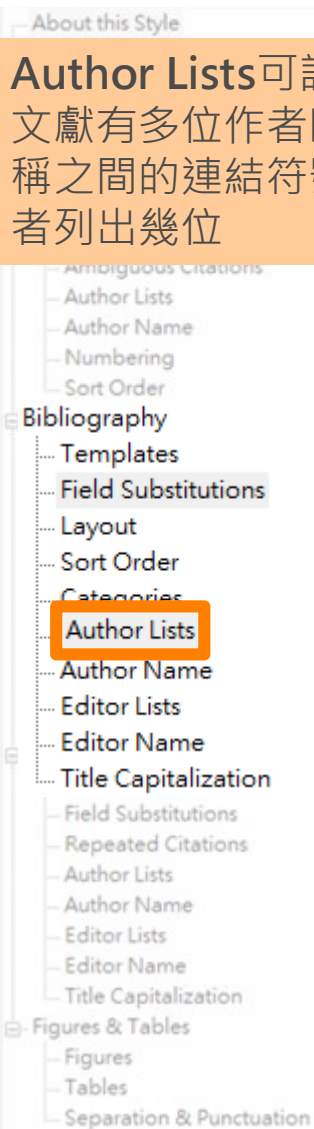 About this Style
Author Lists可
文獻有多位作者
稱之間的連結符
者列出幾位
Ambiguous Citations
Author Lists
Author Name
Numbering
Sort Order
Bibliography
Templates
Field Substitutions
Layout
Sort Order
Categories
Author Lists
Author Name
Editor Lists
Editor Name
Title Capitalization
Field Substitutions
Repeated Citations
Author Lists
Author Name
Editor Lists
Editor Name
Title Capitalization
Figures & Tables
Figures
Tables
Separation & Punctuation